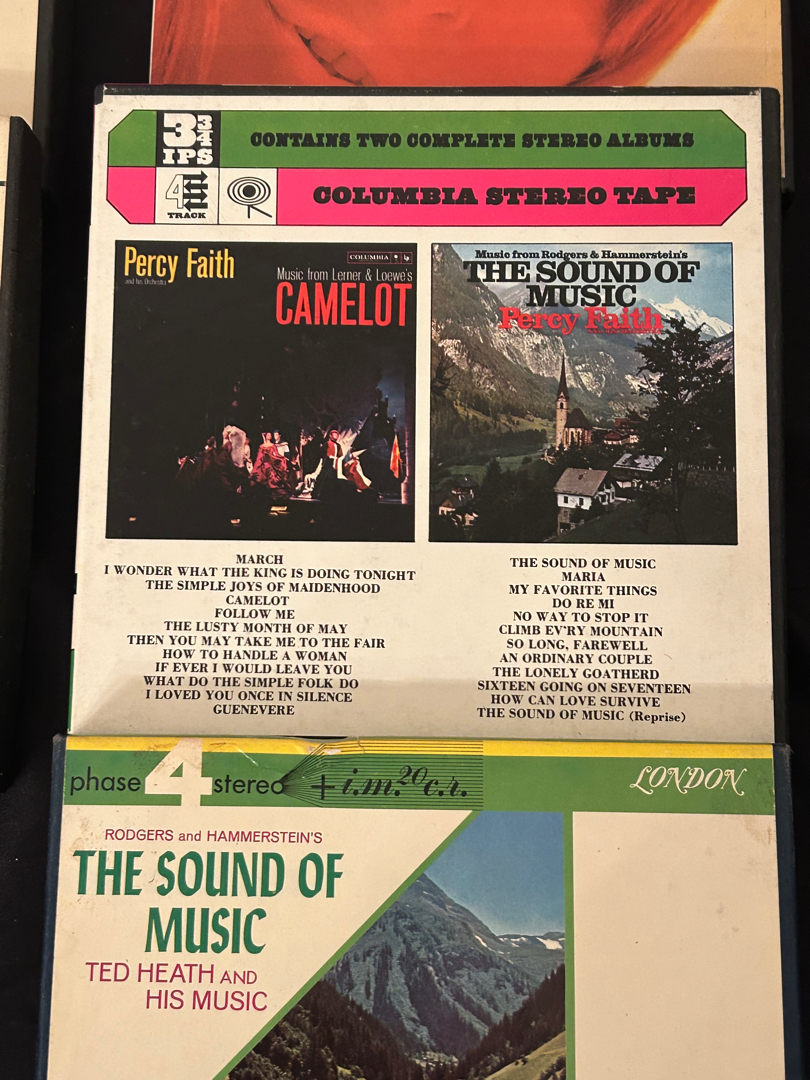 3 3/4
IPS
CONTAINS TWO COMPLETE STEREO ALBUMS
4
TRACK
COLUMBIA STEREO TAPE
Percy Faith
and his Orchestra
COLUMBIA
Music from Lerner & Loewe's
CAMELOT
Music from Rodgers & Hammerstein's
THE SOUND OF
MUSIC
Percy Faith
MARCH
I WONDER WHAT THE KING IS DOING TONIGHT
THE SIMPLE JOYS OF MAIDENHOOD
CAMELOT
FOLLOW ME
THE LUSTY MONTH OF MAY
THEN YOU MAY TAKE ME TO THE FAIR
HOW TO HANDLE A WOMAN
IF EVER I WOULD LEAVE YOU
WHAT DO THE SIMPLE FOLK DO
I LOVED YOU ONCE IN SILENCE
GUENEVERE
THE SOUND OF MUSIC
MARIA
MY FAVORITE THINGS
DO RE MI
NO WAY TO STOP IT
CLIMB EV'RY MOUNTAIN
SO LONG, FAREWELL
AN ORDINARY COUPLE
THE LONELY GOATHERD
SIXTEEN GOING ON SEVENTEEN
HOW CAN LOVE SURVIVE
THE SOUND OF MUSIC (Reprise)
phase 4 stereo + i.m. 20 c.r.
LONDON
RODGERS and HAMMERSTEIN'S
THE SOUND OF
MUSIC
TED HEATH AND
HIS MUSIC